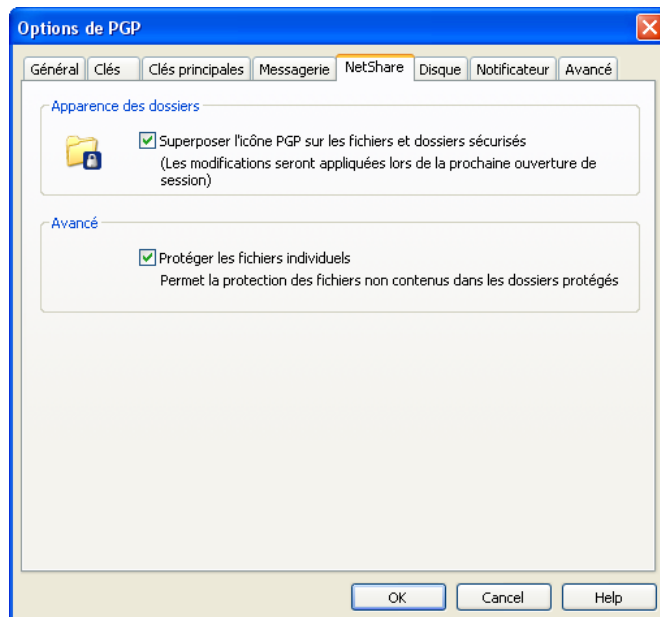 Options de PGP
Général Clés Clés principales Messagerie NetShare Disque Notificateur Avancé
Apparence des dossiers
Superposer l'icône PGP sur les fichiers et dossiers sécurisés
(Les modifications seront appliquées lors de la prochaine ouverture de
session)
Avancé
Protéger les fichiers individuels
Permet la protection des fichiers non contenus dans les dossiers protégés
OK Cancel Help